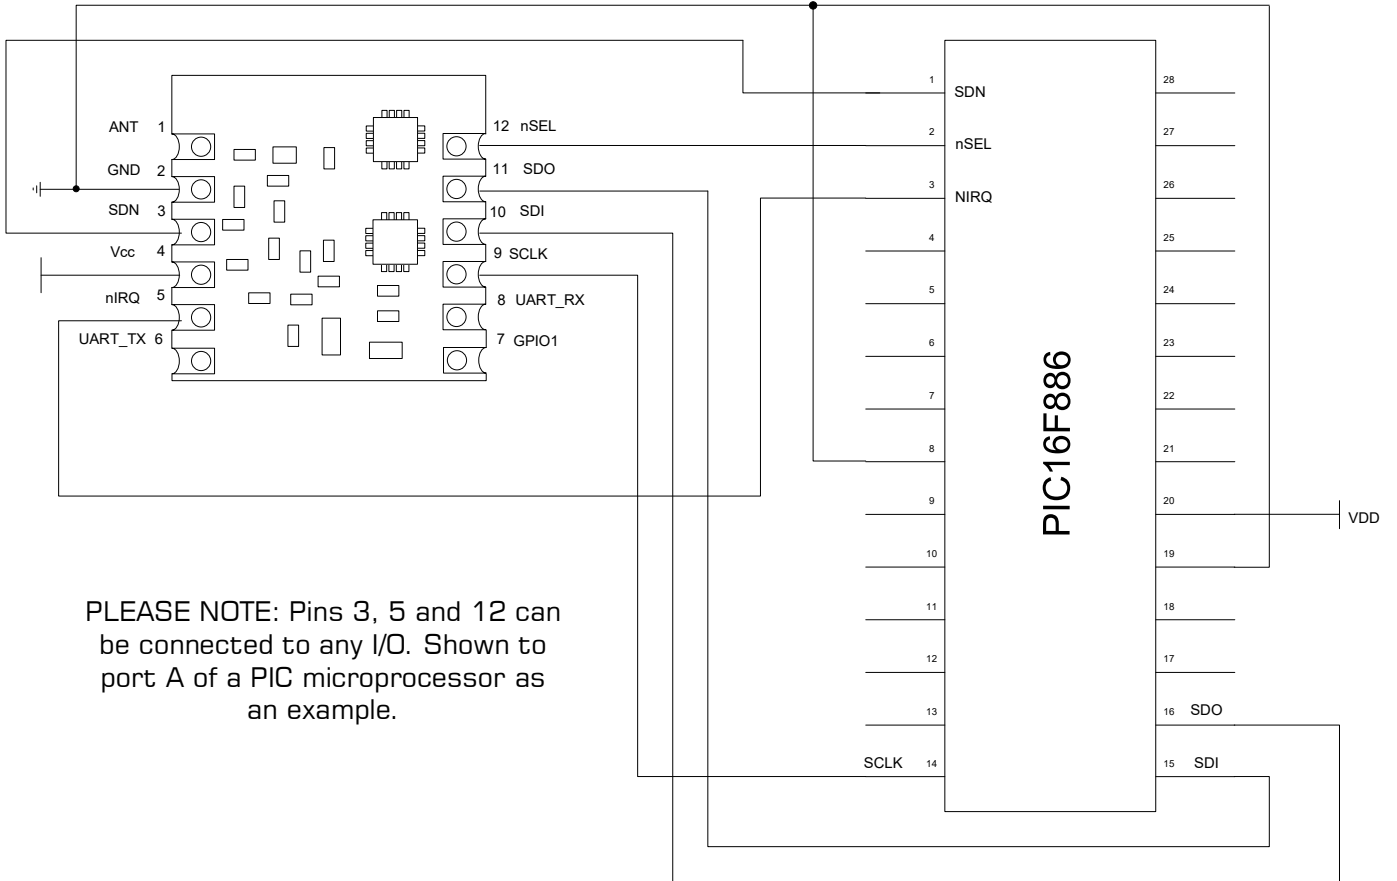 ANT 1
GND 2
SDN 3
Vcc 4
nIRQ 5
UART_TX 6
12 nSEL
11 SDO
10 SDI
9 SCLK
8 UART_RX
7 GPIO1
1 SDN
2 nSEL
3 NIRQ
4
5
6
7
8
9
10
11
12
13
SCLK 14
PIC16F886
28
27
26
25
24
23
22
21
20 VDD
19
18
17
16 SDO
15 SDI
PLEASE NOTE: Pins 3, 5 and 12 can
be connected to any I/O. Shown to
port A of a PIC microprocessor as
an example.